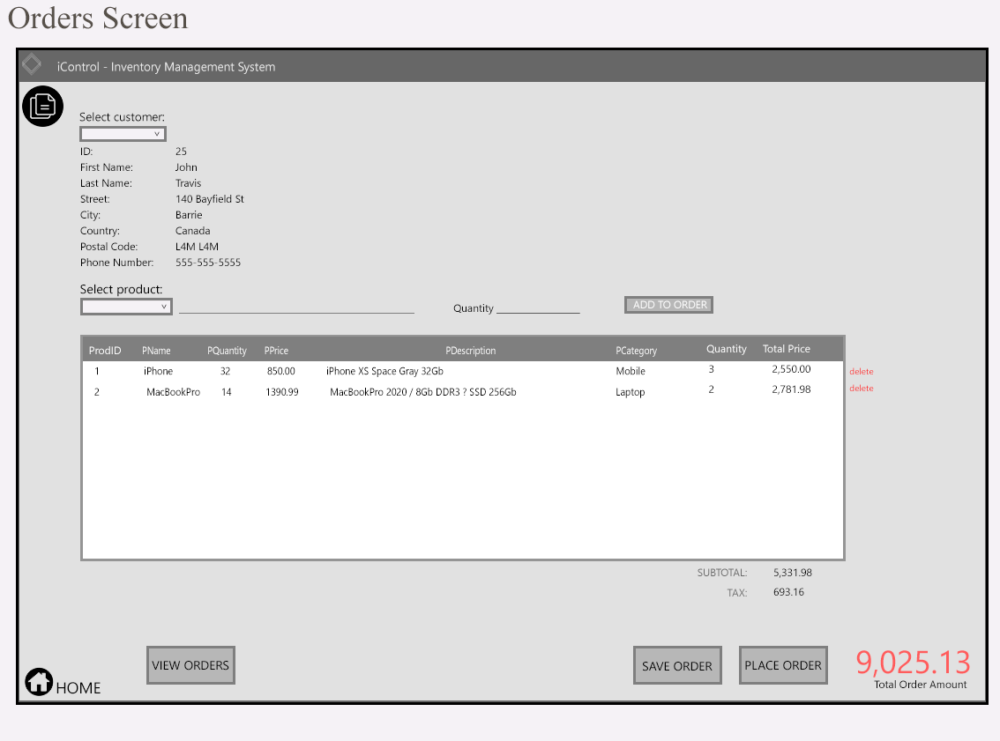 Orders Screen
iControl - Inventory Management System
Select customer:
ID: 25
First Name: John
Last Name: Travis
Street: 140 Bayfield St
City: Barrie
Country: Canada
Postal Code: L4M L4M
Phone Number: 555-555-5555
Select product:
Quantity ADD TO ORDER
ProdID PName PQuantity PPrice PDescription PCategory Quantity Total Price
1 iPhone 32 850.00 iPhone XS Space Gray 32Gb Mobile 3 2,550.00 delete
2 MacBookPro 14 1390.99 MacBookPro 2020 / 8Gb DDR3 ? SSD 256Gb Laptop 2 2,781.98 delete
SUBTOTAL: 5,331.98
TAX: 693.16
VIEW ORDERS SAVE ORDER PLACE ORDER 9,025.13
Total Order Amount
HOME